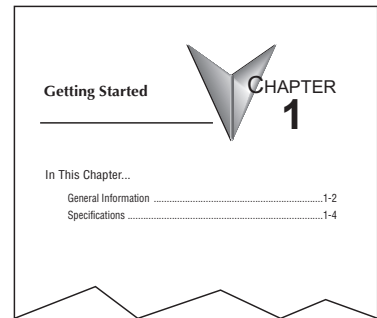 Getting Started
CHAPTER
1
In This Chapter...
General Information ...................................................................1-2
Specifications .............................................................................1-4